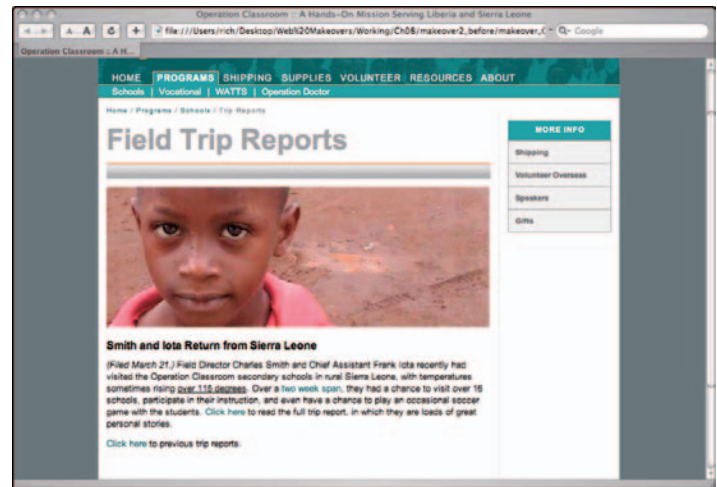 Operation Classroom :: A Hands-On Mission Serving Liberia and Sierra Leone
A A file:///Users/rich/Desktop/Web%20Makeovers/Working/Ch08/makeover2_before/makeover_ Google
Operation Classroom :: A H...
HOME PROGRAMS SHIPPING SUPPLIES VOLUNTEER RESOURCES ABOUT
Schools | Vocational | WATTS | Operation Doctor
Home / Programs / Schools / Trip Reports
Field Trip Reports
MORE INFO
Shipping
Volunteer Overseas
Speakers
Gifts
Smith and Iota Return from Sierra Leone
(Filed March 21,) Field Director Charles Smith and Chief Assistant Frank Iota recently had
visited the Operation Classroom secondary schools in rural Sierra Leone, with temperatures
sometimes rising over 115 degrees. Over a two week span, they had a chance to visit over 16
schools, participate in their instruction, and even have a chance to play an occasional soccer
game with the students. Click here to read the full trip report, in which they are loads of great
personal stories.
Click here to previous trip reports.